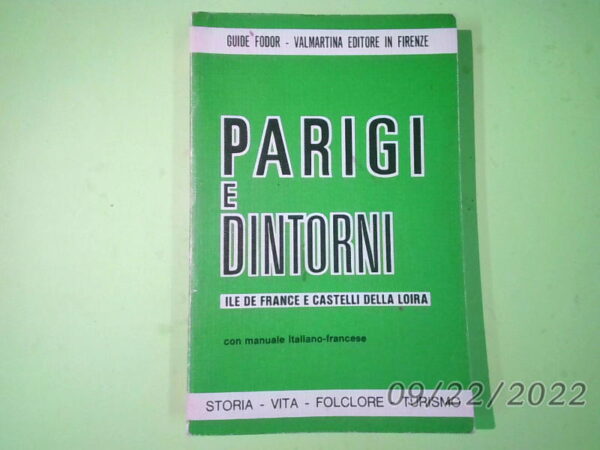 GUIDE FODOR - VALMARTINA EDITORE IN FIRENZE
PARIGI
E
DINTORNI
ILE DE FRANCE E CASTELLI DELLA LOIRA
con manuale italiano-francese
STORIA - VITA - FOLCLORE - TURISMO
09/22/2022